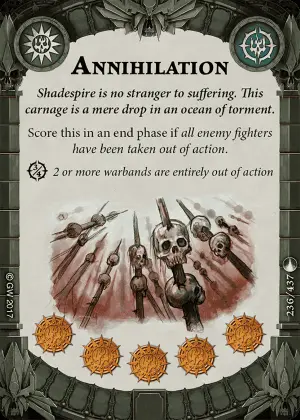 ANNIHILATION
Shadespire is no stranger to suffering. This
carnage is a mere drop in an ocean of torment.
Score this in an end phase if all enemy fighters
have been taken out of action.
3/4 2 or more warbands are entirely out of action
© GW 2017
236/437